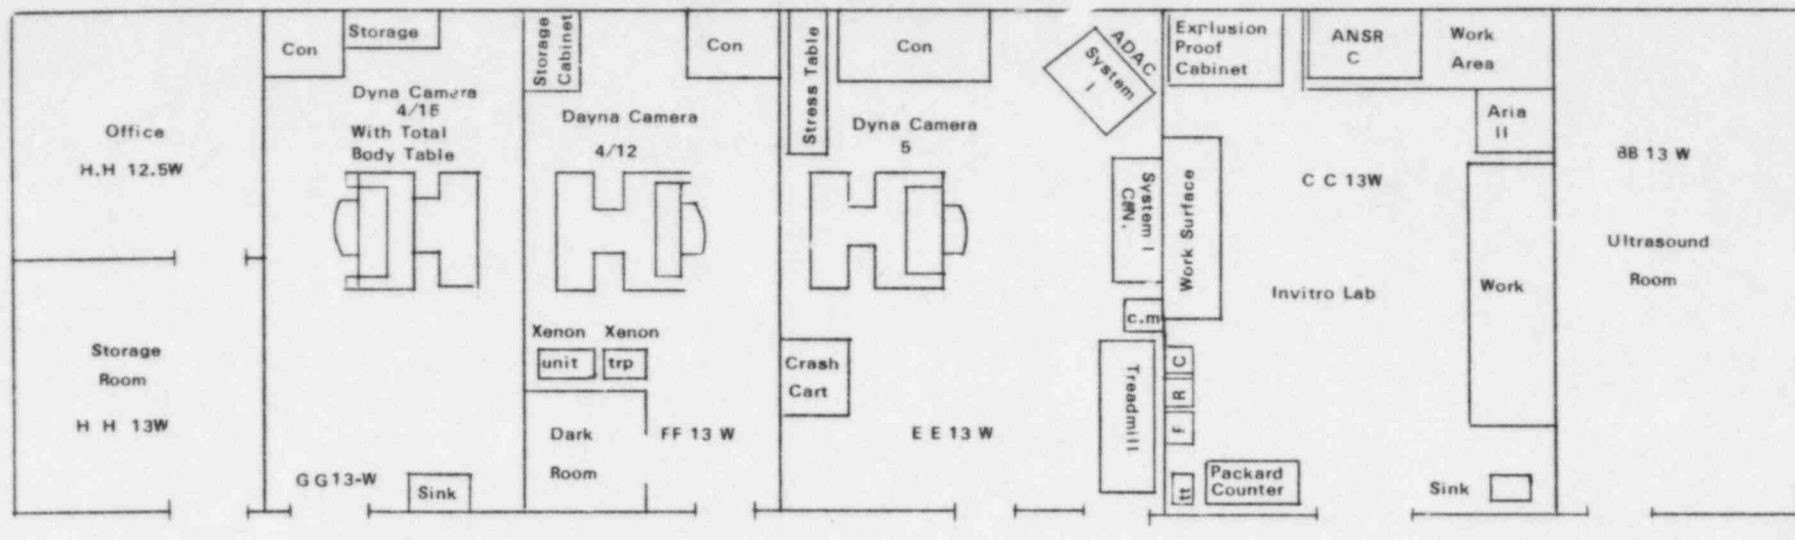 Office
H.H 12.5W
Storage
Room
H H 13W
Con
Storage
Dyna Camera
4/15
With Total
Body Table
G G 13-W
Sink
Storage
Cabinet
Con
Dayna Camera
4/12
Xenon Xenon
unit trp
Dark
Room
FF 13 W
Stress Table
Con
Dyna Camera
5
Crash
Cart
E E 13 W
ADAC
System
I
System I
c.m
Treadmill
Explusion
Proof
Cabinet
ANSR
C
Work
Area
Aria
II
Work Surface
C C 13W
Invitro Lab
Work
C
R
F
tt
Packard
Counter
Sink
BB 13 W
Ultrasound
Room